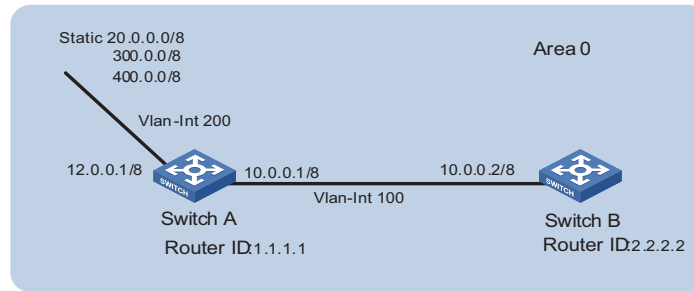 Static 20.0.0.0/8
300.0.0/8
400.0.0/8
Area 0
Vlan-Int 200
12.0.0.1/8
10.0.0.1/8
10.0.0.2/8
SWITCH
SWITCH
Vlan-Int 100
Switch A
Router ID:1.1.1.1
Switch B
Router ID:2.2.2.2